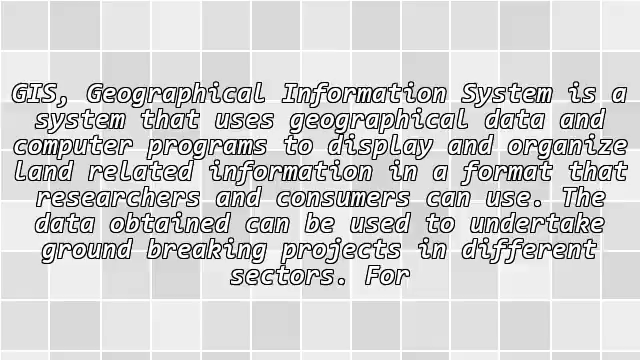 GIS, Geographical Information System is a
system that uses geographical data and
computer programs to display and organize
land related information in a format that
researchers and consumers can use. The
data obtained can be used to undertake
ground breaking projects in different
sectors. For